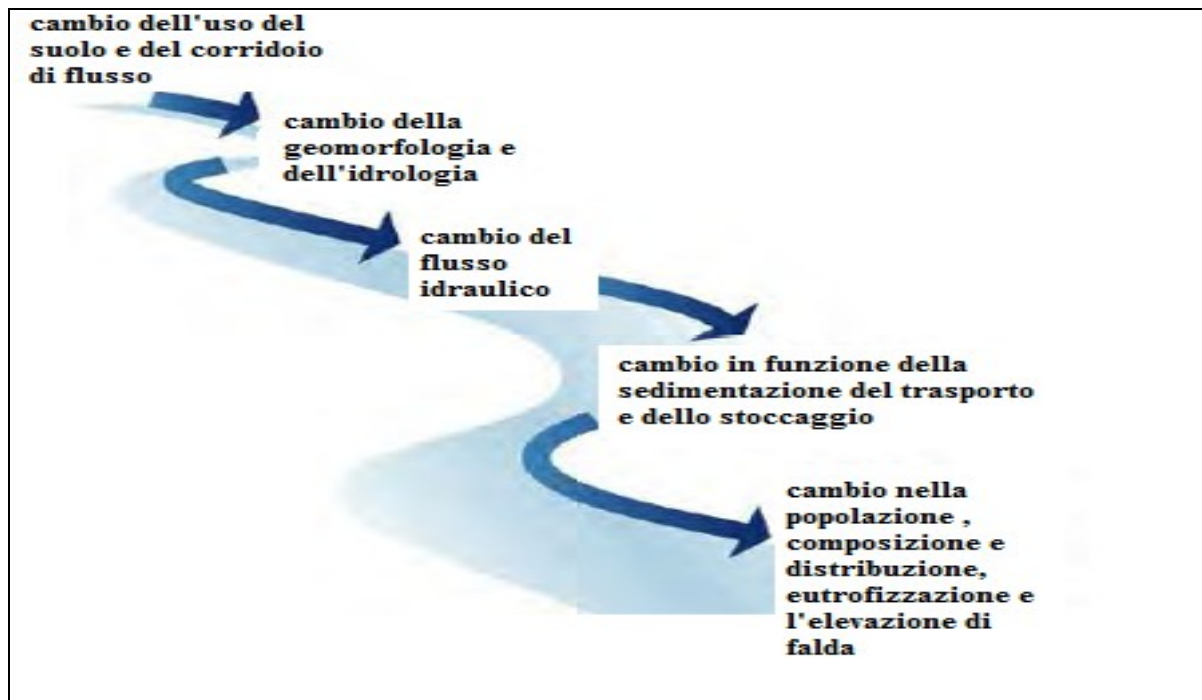 cambio dell'uso del
suolo e del corridoio
di flusso
cambio della
geomorfologia e
dell'idrologia
cambio del
flusso
idraulico
cambio in funzione della
sedimentazione del trasporto
e dello stoccaggio
cambio nella
popolazione ,
composizione e
distribuzione,
eutrofizzazione e
l'elevazione di
falda